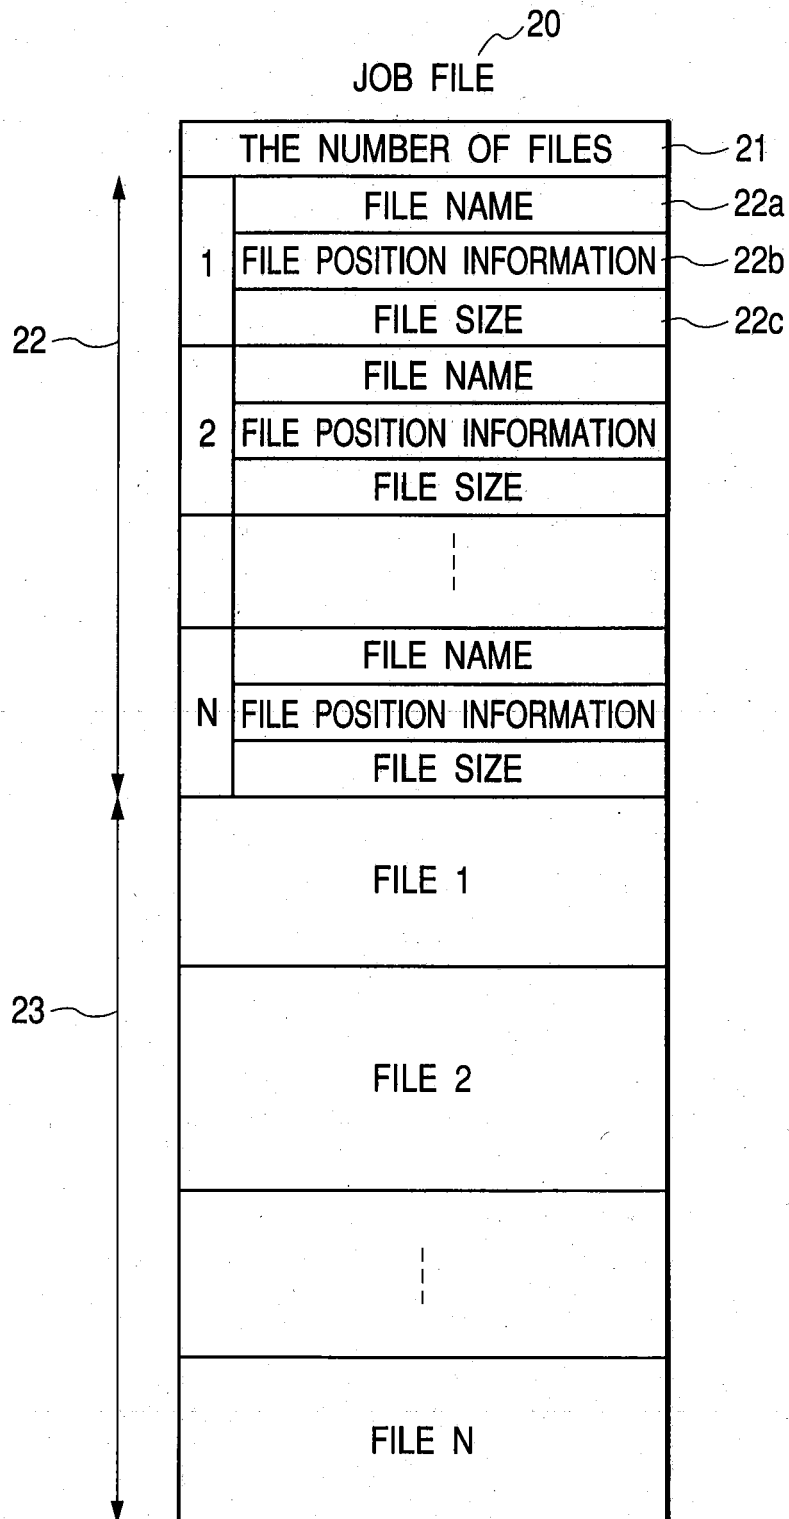 20
JOB FILE
THE NUMBER OF FILES 21
FILE NAME 22a
1 FILE POSITION INFORMATION 22b
FILE SIZE 22c
22
FILE NAME
2 FILE POSITION INFORMATION
FILE SIZE
FILE NAME
N FILE POSITION INFORMATION
FILE SIZE
FILE 1
23
FILE 2
FILE N